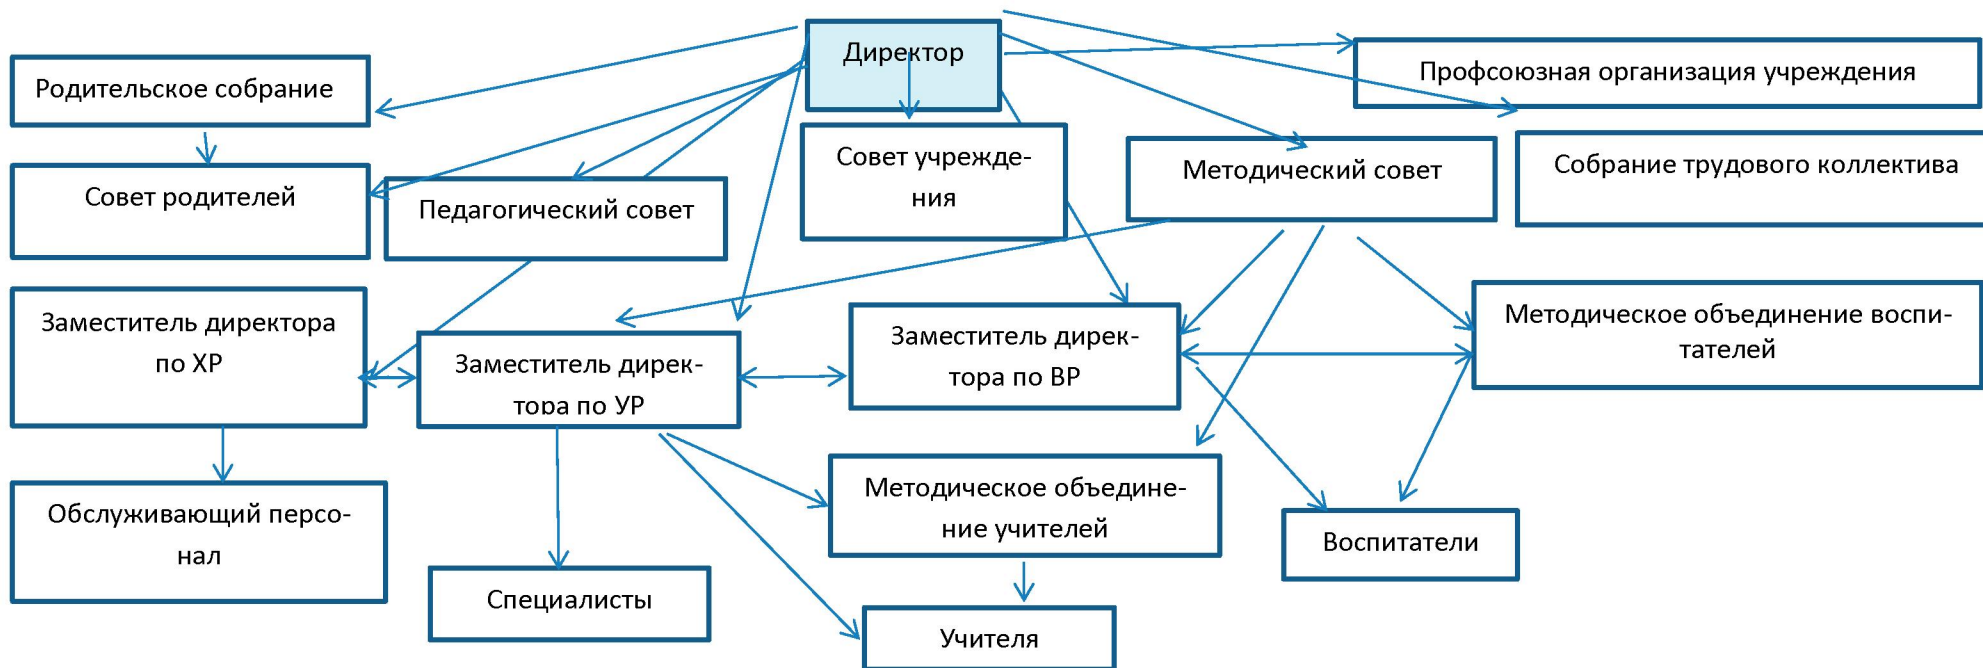 Директор
Родительское собрание
Профсоюзная организация учреждения
Совет родителей
Педагогический совет
Совет учрежде-
ния
Методический совет
Собрание трудового коллектива
Заместитель директора
по ХР
Заместитель дирек-
тора по УР
Заместитель дирек-
тора по ВР
Методическое объединение воспи-
тателей
Обслуживающий персо-
нал
Методическое объедине-
ние учителей
Воспитатели
Специалисты
Учителя